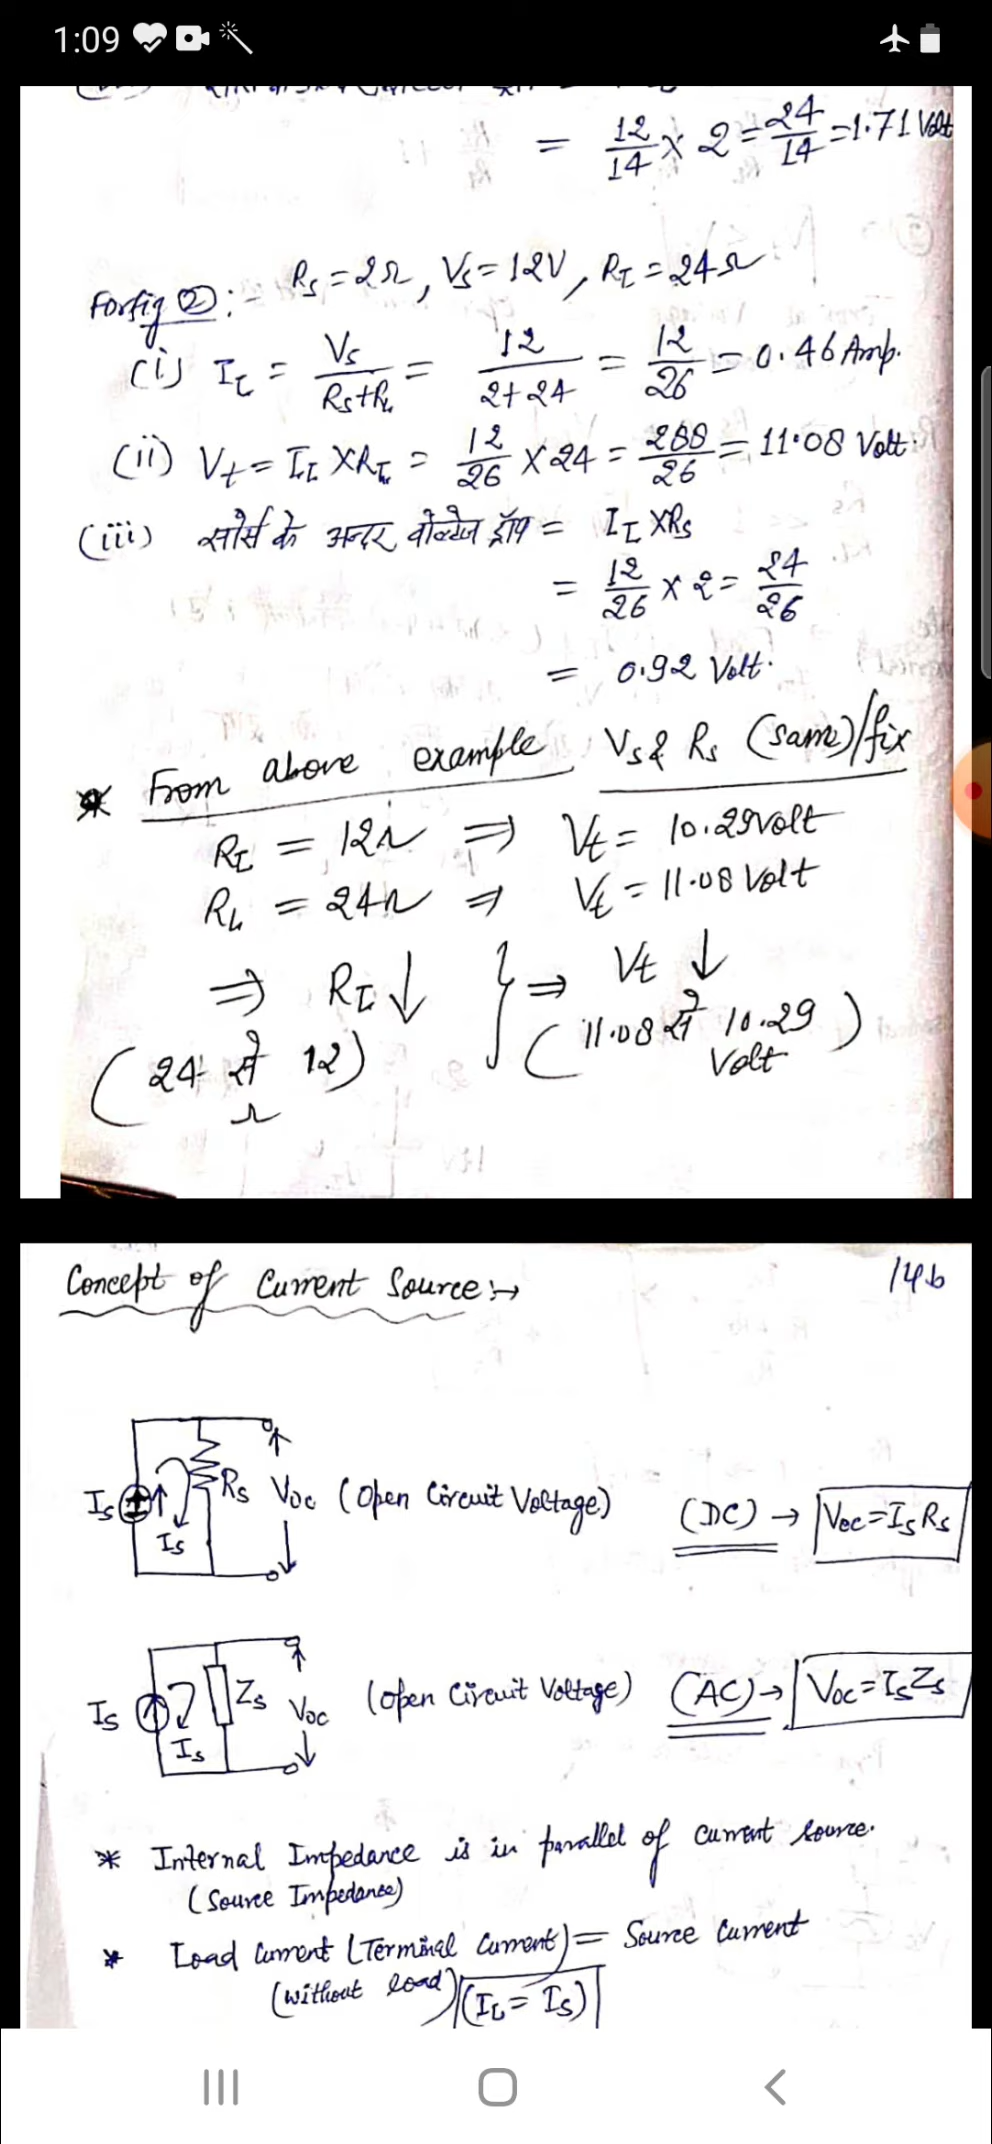 1:09
= 12/14 × 2 = 24/14 = 1.71 Volt
For fig ②:- Rs = 2Ω, Vs = 12V, RL = 24Ω
(i) IL = Vs/Rs+RL = 12/2+24 = 12/26 = 0.46 Amp.
(ii) Vt = IL × RL = 12/26 × 24 = 288/26 = 11.08 Volt.
(iii) सोर्स के अन्दर वोल्टेज ड्रॉप = IL × Rs
= 12/26 × 2 = 24/26
= 0.92 Volt.
* From above example Vs & Rs (same)/fix
RL = 12Ω ⇒ Vt = 10.29 volt
RL = 24Ω ⇒ Vt = 11.08 Volt
⇒ RL ↓ } ⇒ Vt ↓
(24 से 12) Ω (11.08 से 10.29) Volt
Concept of Current Source:→ 146
Is Is Rs Voc (Open Circuit Voltage) (DC) → Voc = Is Rs
Is Is Zs Voc (Open Circuit Voltage) (AC) → Voc = Is Zs
* Internal Impedance is in parallel of current source.
(Source Impedance)
* Load Current (Terminal Current) = Source Current
(without load) (IL = Is)